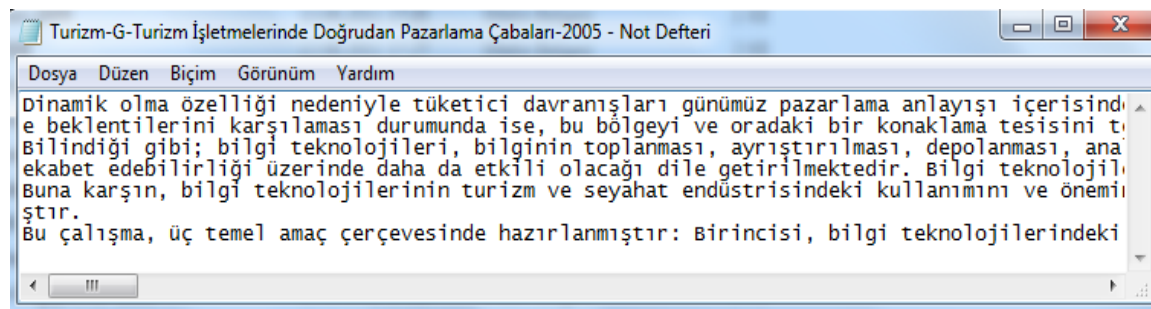 Turizm-G-Turizm İşletmelerinde Doğrudan Pazarlama Çabaları-2005 - Not Defteri
Dosya Düzen Biçim Görünüm Yardım
Dinamik olma özelliği nedeniyle tüketici davranışları günümüz pazarlama anlayışı içerisind
e beklentilerini karşılaması durumunda ise, bu bölgeyi ve oradaki bir konaklama tesisini
Bilindiği gibi; bilgi teknolojileri, bilginin toplanması, ayrıştırılması, depolanması, ana
ekabet edebilirliği üzerinde daha da etkili olacağı dile getirilmektedir. Bilgi teknolojil
Buna karşın, bilgi teknolojilerinin turizm ve seyahat endüstrisindeki kullanımını ve önemi
ştır.
Bu çalışma, üç temel amaç çerçevesinde hazırlanmıştır: Birincisi, bilgi teknolojilerindeki